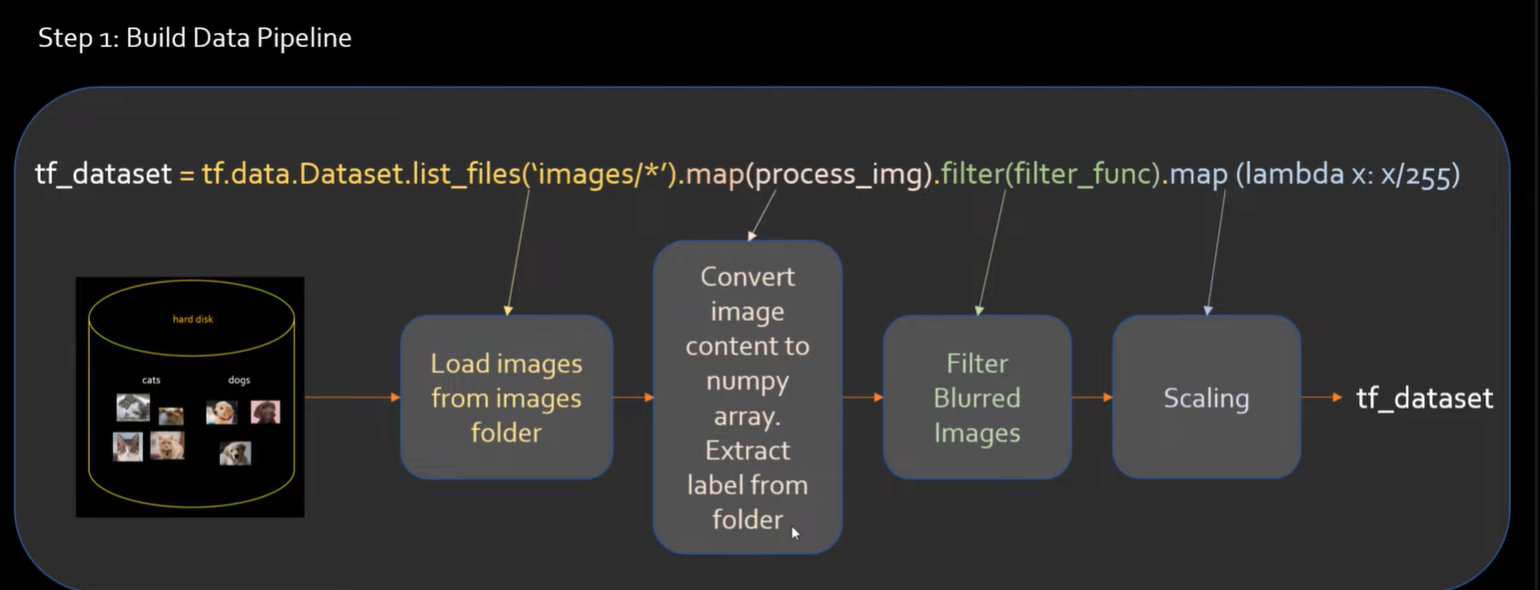 Step 1: Build Data Pipeline
tf_dataset = tf.data.Dataset.list_files(‘images/*’).map(process_img).filter(filter_func).map (lambda x: x/255)
hard disk
cats
dogs
Load images
from images
folder
Convert
image
content to
numpy
array.
Extract
label from
folder
Filter
Blurred
Images
Scaling
tf_dataset